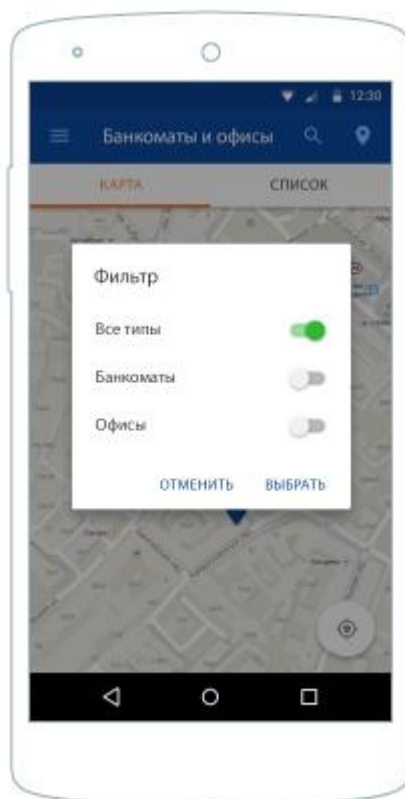 12:30
Банкоматы и офисы
КАРТА СПИСОК
Фильтр
Все типы
Банкоматы
Офисы
ОТМЕНИТЬ ВЫБРАТЬ